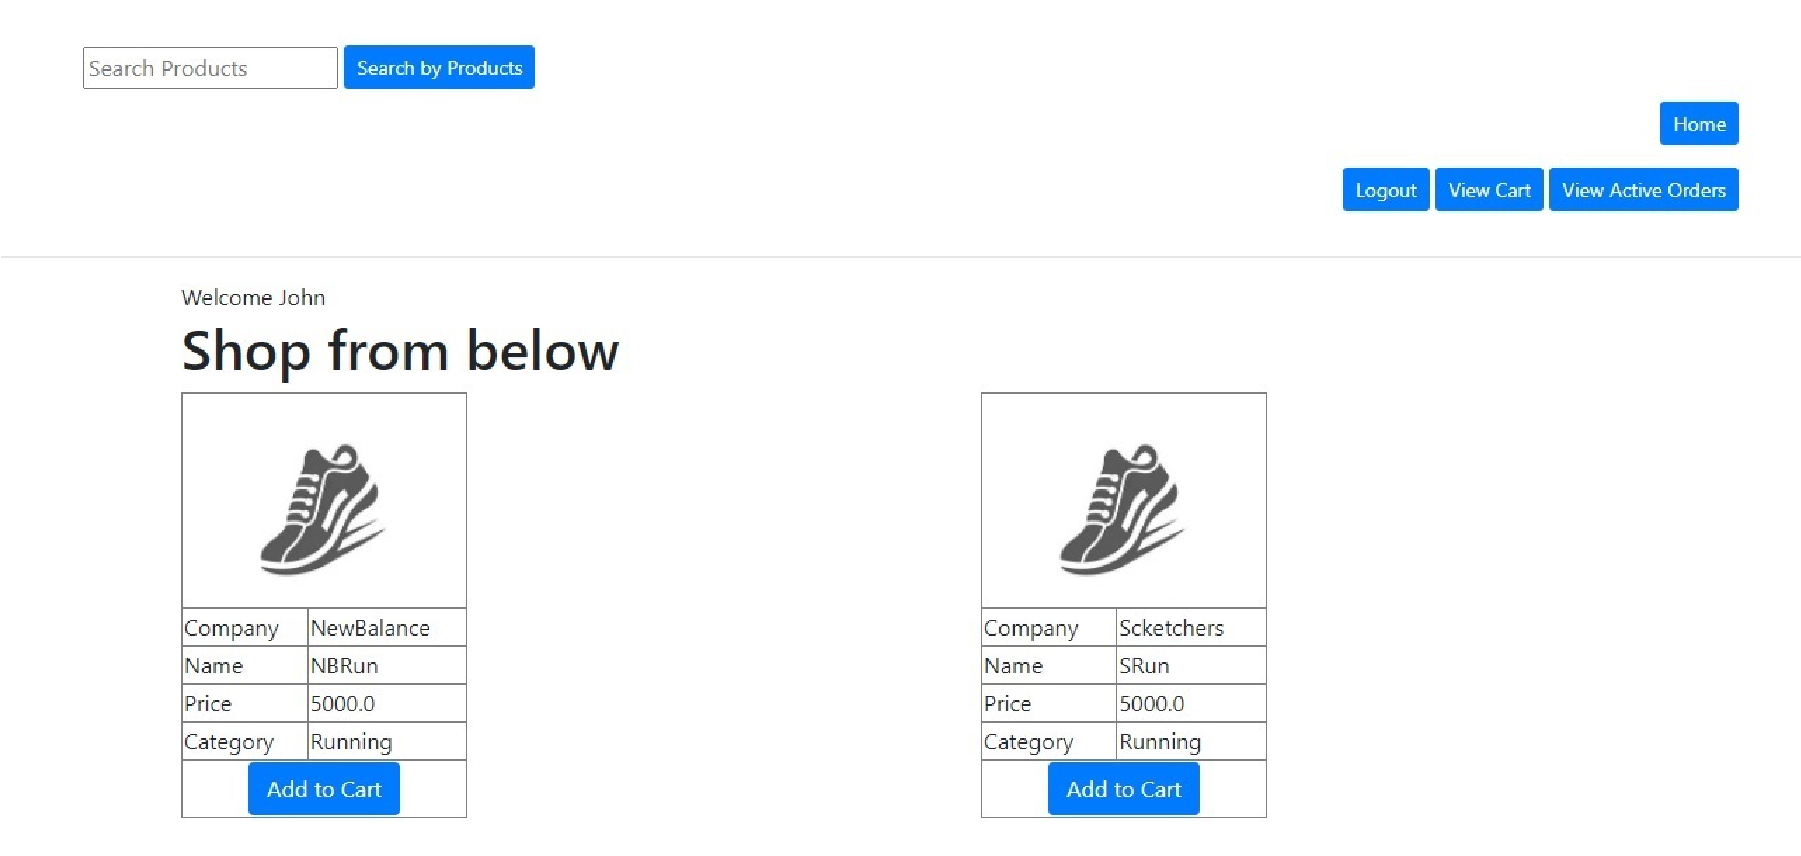 Search Products Search by Products
Home
Logout View Cart View Active Orders
Welcome John
Shop from below
Company NewBalance
Name NBRun
Price 5000.0
Category Running
Add to Cart
Company Scketchers
Name SRun
Price 5000.0
Category Running
Add to Cart